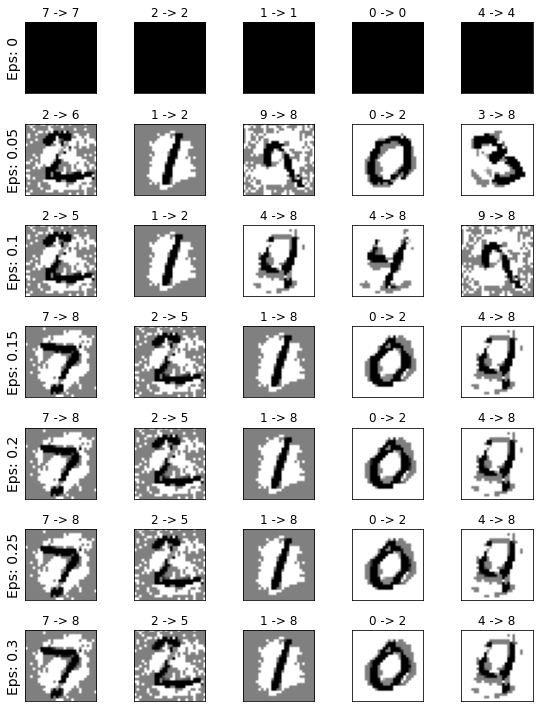 7 -> 7 2 -> 2 1 -> 1 0 -> 0 4 -> 4
Eps: 0
2 -> 6 1 -> 2 9 -> 8 0 -> 2 3 -> 8
Eps: 0.05
2 -> 5 1 -> 2 4 -> 8 4 -> 8 9 -> 8
Eps: 0.1
7 -> 8 2 -> 5 1 -> 8 0 -> 2 4 -> 8
Eps: 0.15
7 -> 8 2 -> 5 1 -> 8 0 -> 2 4 -> 8
Eps: 0.2
7 -> 8 2 -> 5 1 -> 8 0 -> 2 4 -> 8
Eps: 0.25
7 -> 8 2 -> 5 1 -> 8 0 -> 2 4 -> 8
Eps: 0.3